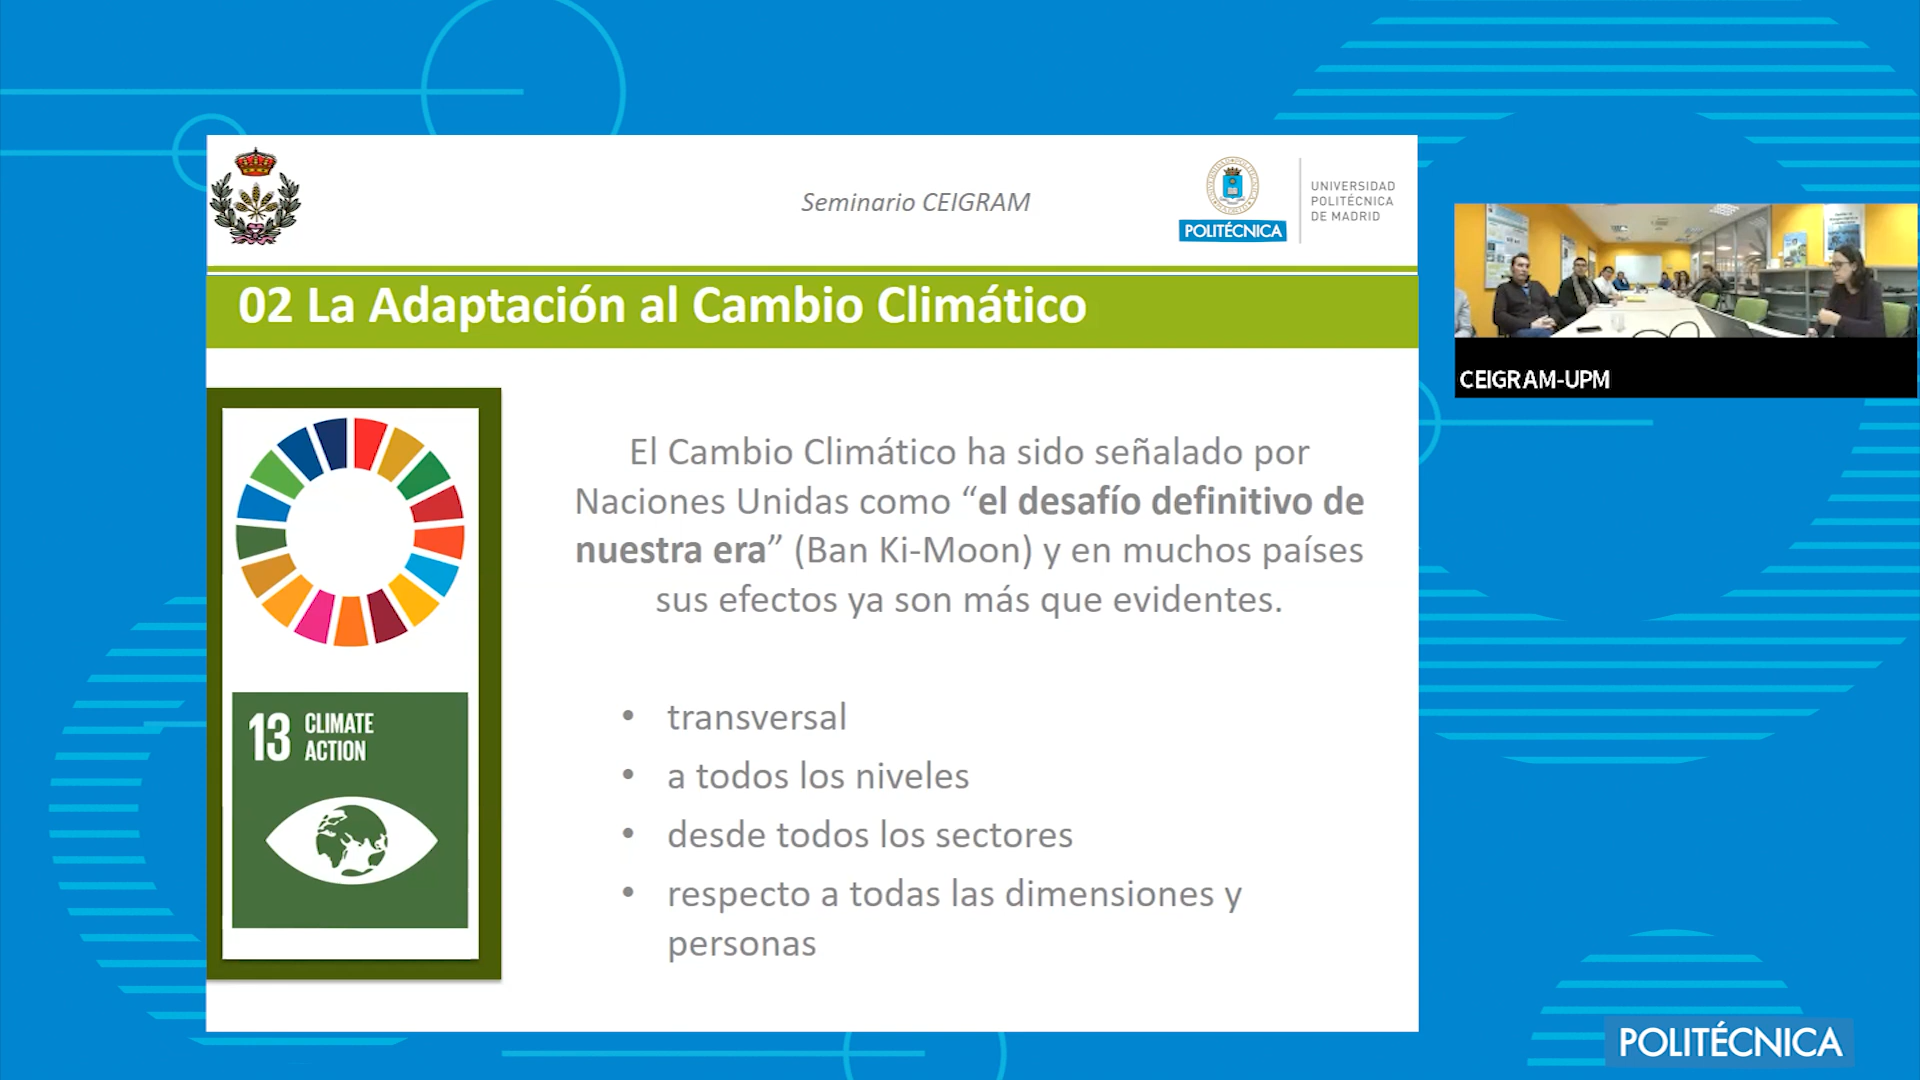 Seminario CEIGRAM
POLITÉCNICA
UNIVERSIDAD
POLITÉCNICA
DE MADRID
02 La Adaptación al Cambio Climático
El Cambio Climático ha sido señalado por
Naciones Unidas como “el desafío definitivo de
nuestra era” (Ban Ki-Moon) y en muchos países
sus efectos ya son más que evidentes.
13 CLIMATE
ACTION
• transversal
• a todos los niveles
• desde todos los sectores
• respecto a todas las dimensiones y
personas
CEIGRAM-UPM
POLITÉCNICA